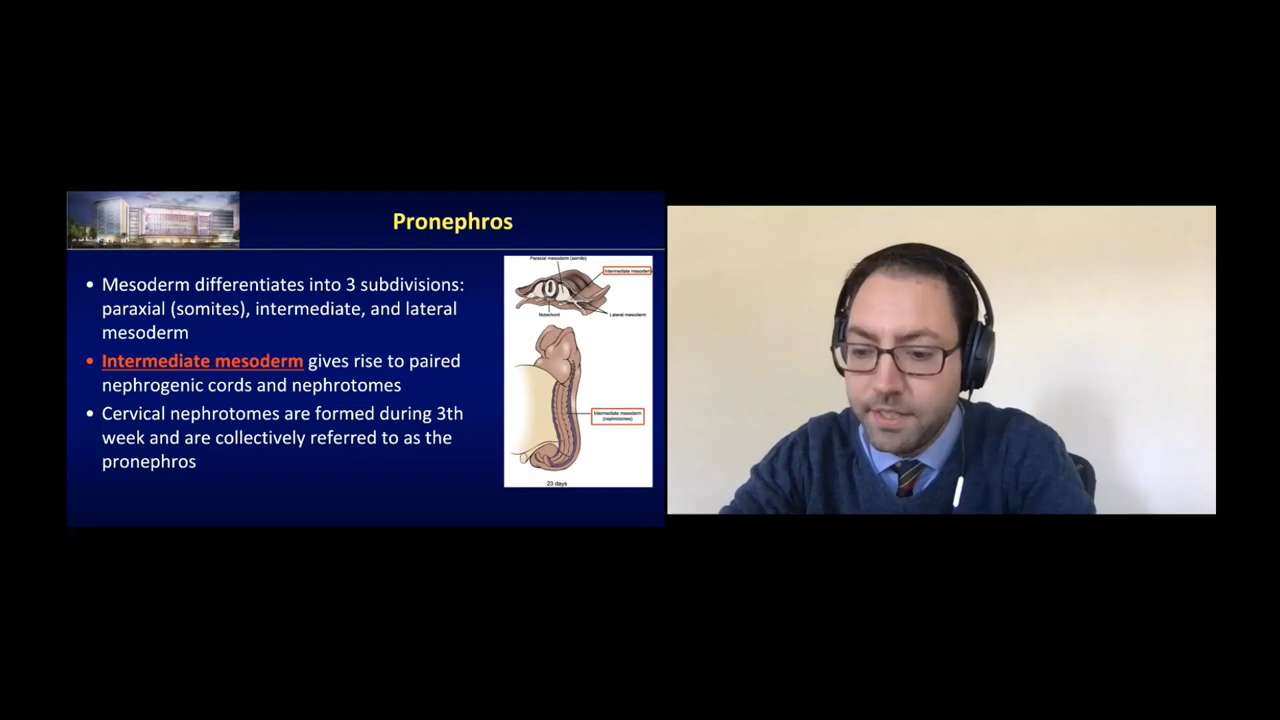 Pronephros
• Mesoderm differentiates into 3 subdivisions:
paraxial (somites), intermediate, and lateral
mesoderm
• Intermediate mesoderm gives rise to paired
nephrogenic cords and nephrotomes
• Cervical nephrotomes are formed during 3th
week and are collectively referred to as the
pronephros
Paraxial mesoderm (somite)
Intermediate mesoderm
Notochord
Lateral mesoderm
Intermediate mesoderm
(nephrotomes)
23 days